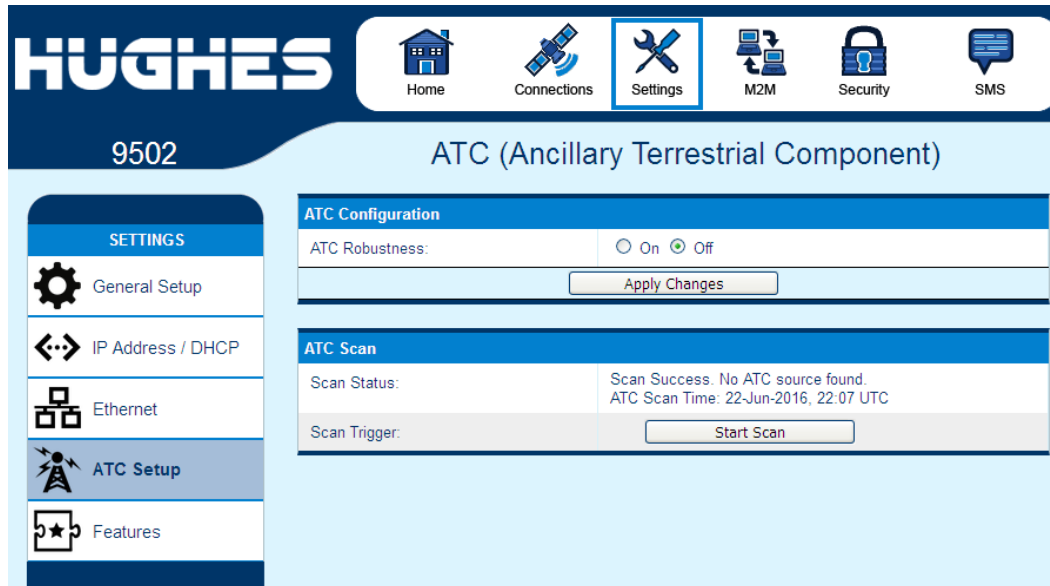 HUGHES
Home
Connections
Settings
M2M
Security
SMS
9502
ATC (Ancillary Terrestrial Component)
SETTINGS
General Setup
IP Address / DHCP
Ethernet
ATC Setup
Features
ATC Configuration
ATC Robustness: On Off
Apply Changes
ATC Scan
Scan Status: Scan Success. No ATC source found.
ATC Scan Time: 22-Jun-2016, 22:07 UTC
Scan Trigger: Start Scan